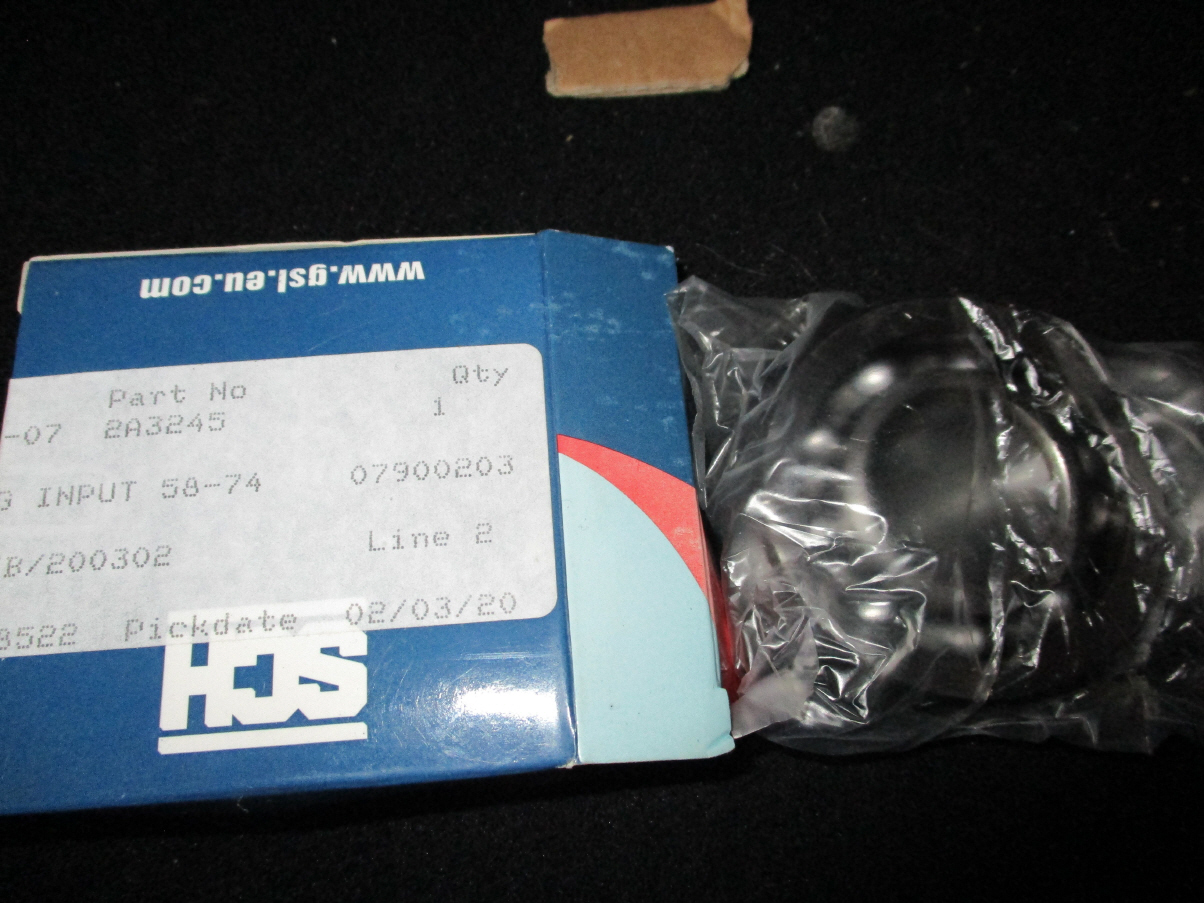 www.gsl.eu.com
Part No Qty
-07 2A3245 1
G INPUT 58-74 07900203
B/200302 Line 2
8522 Pickdate 02/03/20